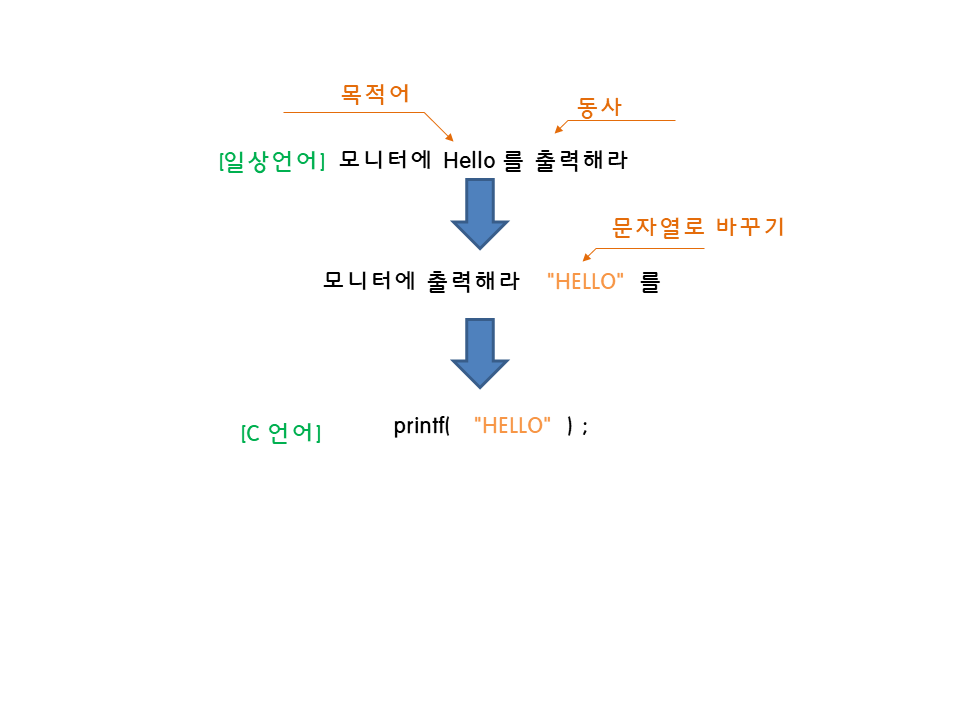 목적어
동사
[일상언어] 모니터에 Hello 를 출력해라
문자열로 바꾸기
모니터에 출력해라 "HELLO" 를
[C 언어] printf( "HELLO" ) ;